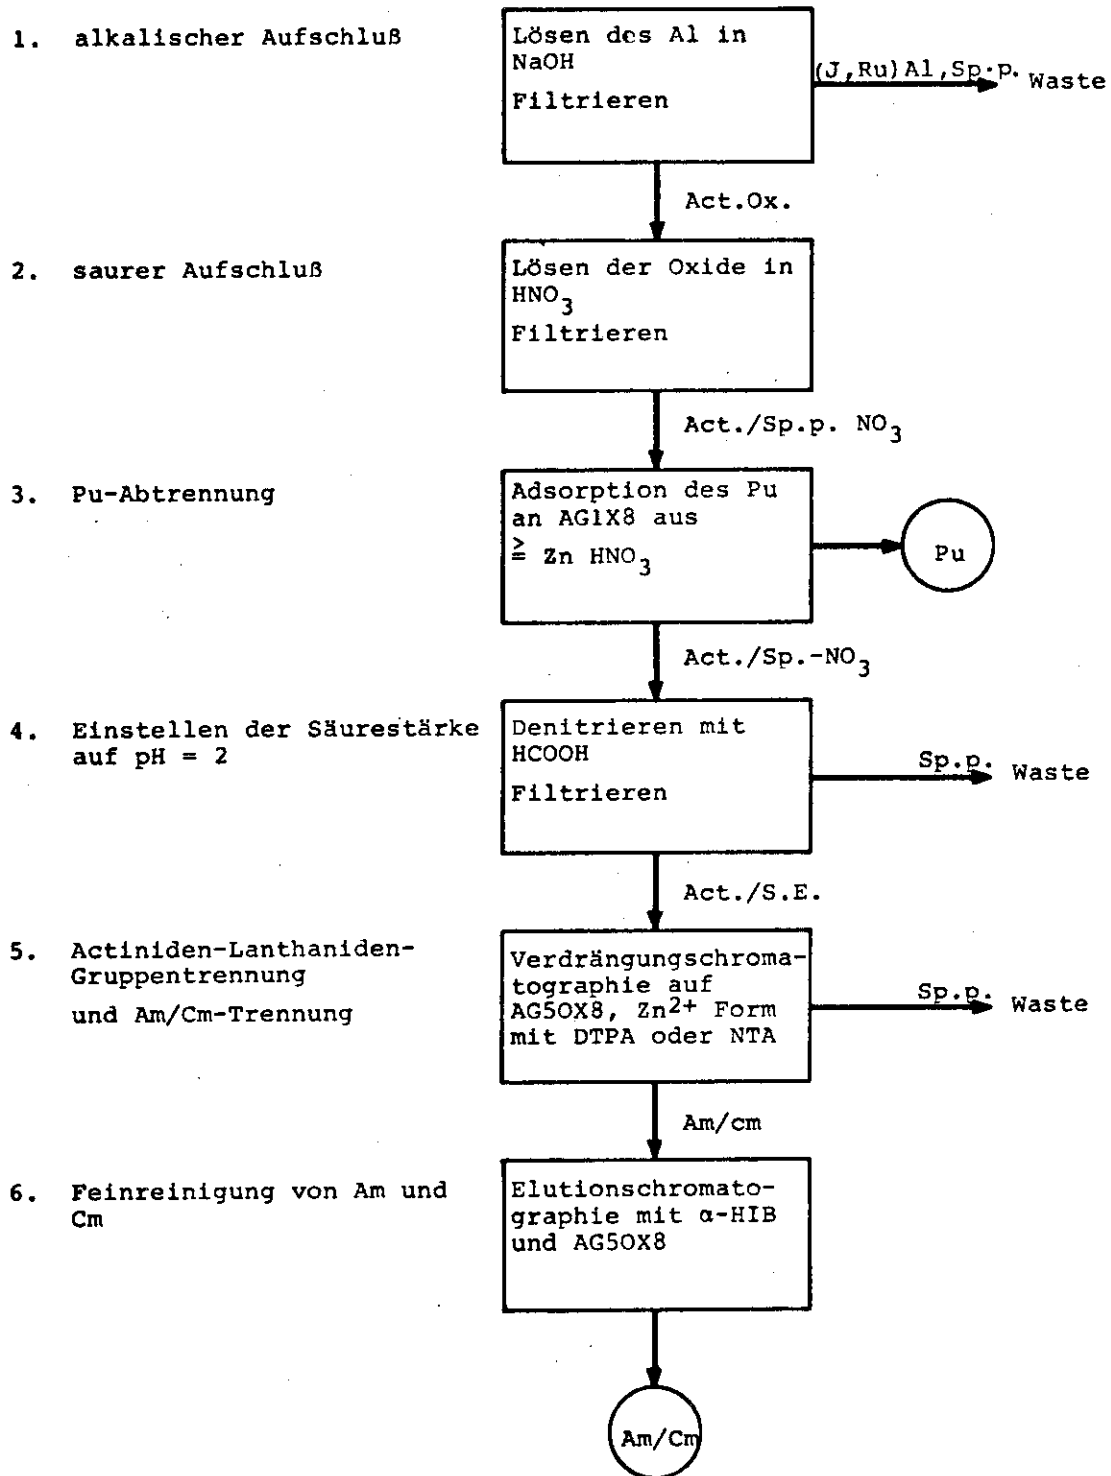 1. alkalischer Aufschluß
Lösen des Al in
NaOH
Filtrieren
(J,Ru)Al,Sp.p.
Waste
Act.Ox.
2. saurer Aufschluß
Lösen der Oxide in
HNO3
Filtrieren
Act./Sp.p. NO3
3. Pu-Abtrennung
Adsorption des Pu
an AG1X8 aus
≧ Zn HNO3
Pu
Act./Sp.-NO3
4. Einstellen der Säurestärke
auf pH = 2
Denitrieren mit
HCOOH
Filtrieren
Sp.p.
Waste
Act./S.E.
5. Actiniden-Lanthaniden-
Gruppentrennung
und Am/Cm-Trennung
Verdrängungschroma-
tographie auf
AG5OX8, Zn2+ Form
mit DTPA oder NTA
Sp.p.
Waste
Am/cm
6. Feinreinigung von Am und
Cm
Elutionschromato-
graphie mit α-HIB
und AG5OX8
Am/Cm